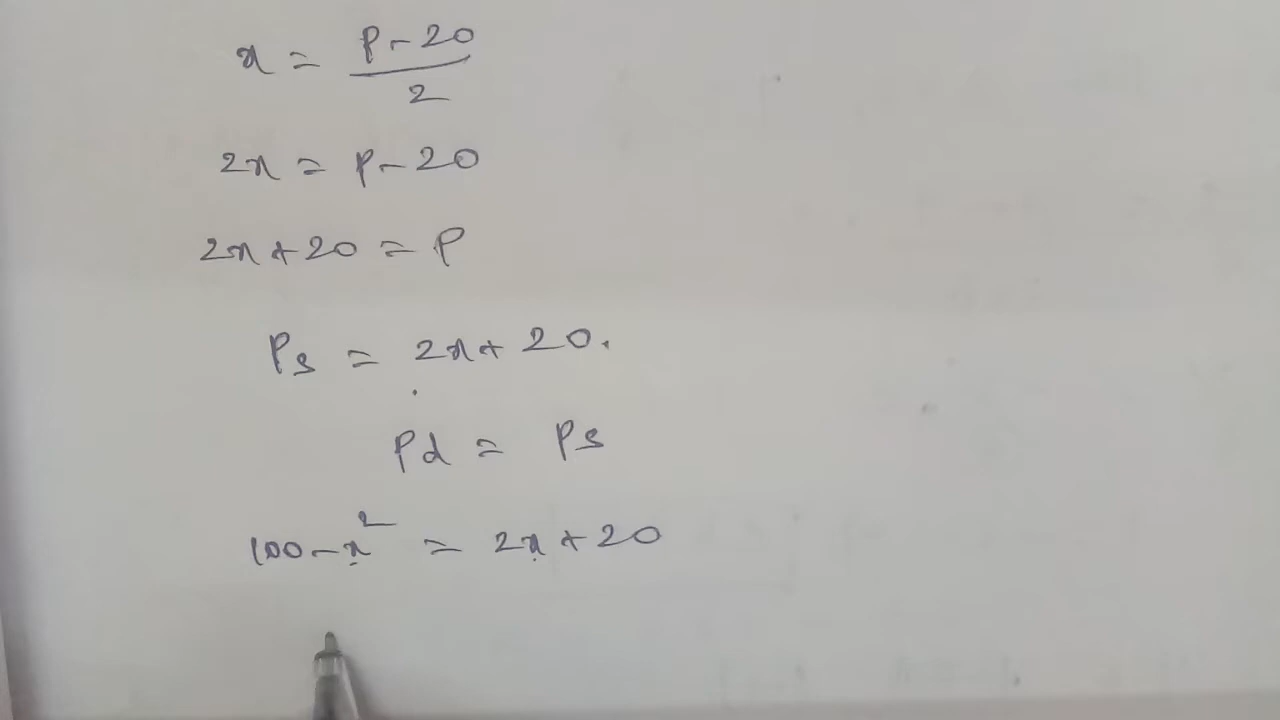 x = P - 20 / 2
2x = P - 20
2x + 20 = P
Ps = 2x + 20.
Pd = Ps
100 - x² = 2x + 20